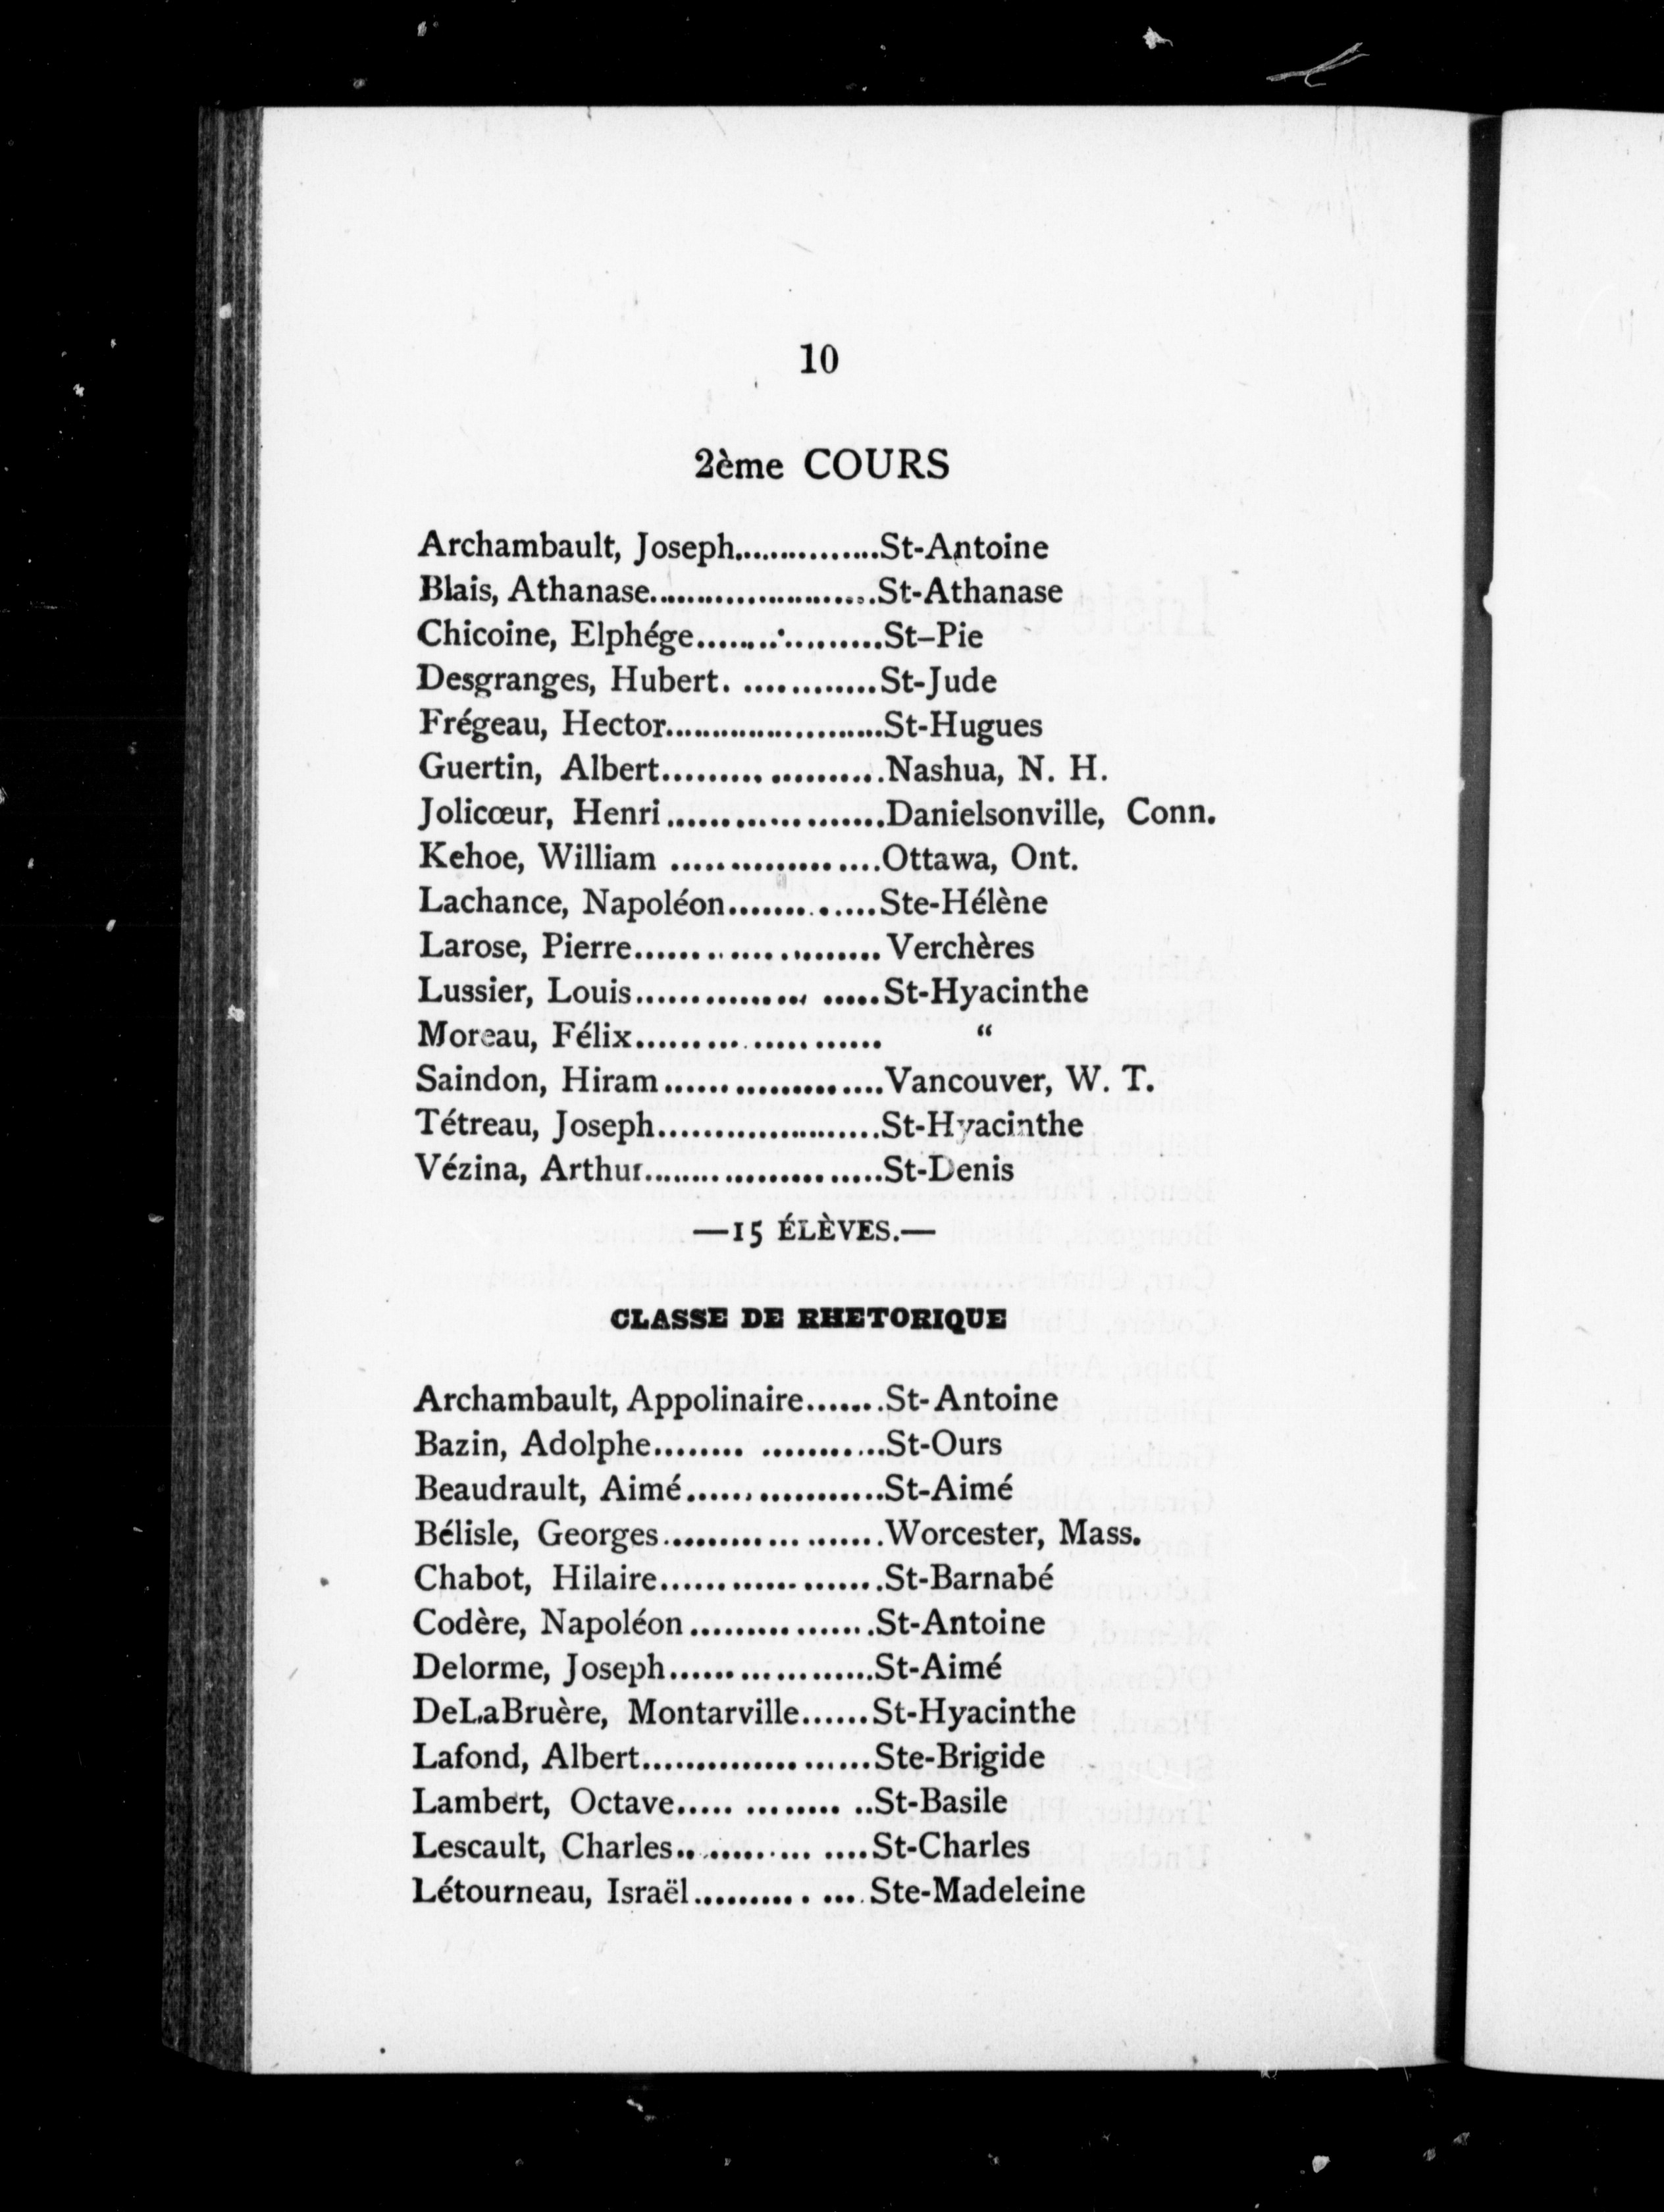 10
2ème COURS
Archambault, Joseph...............St-Antoine
Blais, Athanase........................St-Athanase
Chicoine, Elphége....................St-Pie
Desgranges, Hubert. .............St-Jude
Frégeau, Hector.......................St-Hugues
Guertin, Albert......... ..........Nashua, N. H.
Jolicœur, Henri....................Danielsonville, Conn.
Kehoe, William ..................Ottawa, Ont.
Lachance, Napoléon.............Ste-Hélène
Larose, Pierre....................... Verchères
Lussier, Louis................ .....St-Hyacinthe
Moreau, Félix...................... “
Saindon, Hiram....................Vancouver, W. T.
Tétreau, Joseph.....................St-Hyacinthe
Vézina, Arthur.......................St-Denis
—15 ÉLÈVES.—
CLASSE DE RHETORIQUE
Archambault, Appolinaire.......St-Antoine
Bazin, Adolphe........ ...........St-Ours
Beaudrault, Aimé..................St-Aimé
Bélisle, Georges............. .......Worcester, Mass.
Chabot, Hilaire............. .......St-Barnabé
Codère, Napoléon.................St-Antoine
Delorme, Joseph...................St-Aimé
DeLaBruère, Montarville......St-Hyacinthe
Lafond, Albert.............. .......Ste-Brigide
Lambert, Octave..... ........ ..St-Basile
Lescault, Charles............ ....St-Charles
Létourneau, Israël.......... . .... Ste-Madeleine